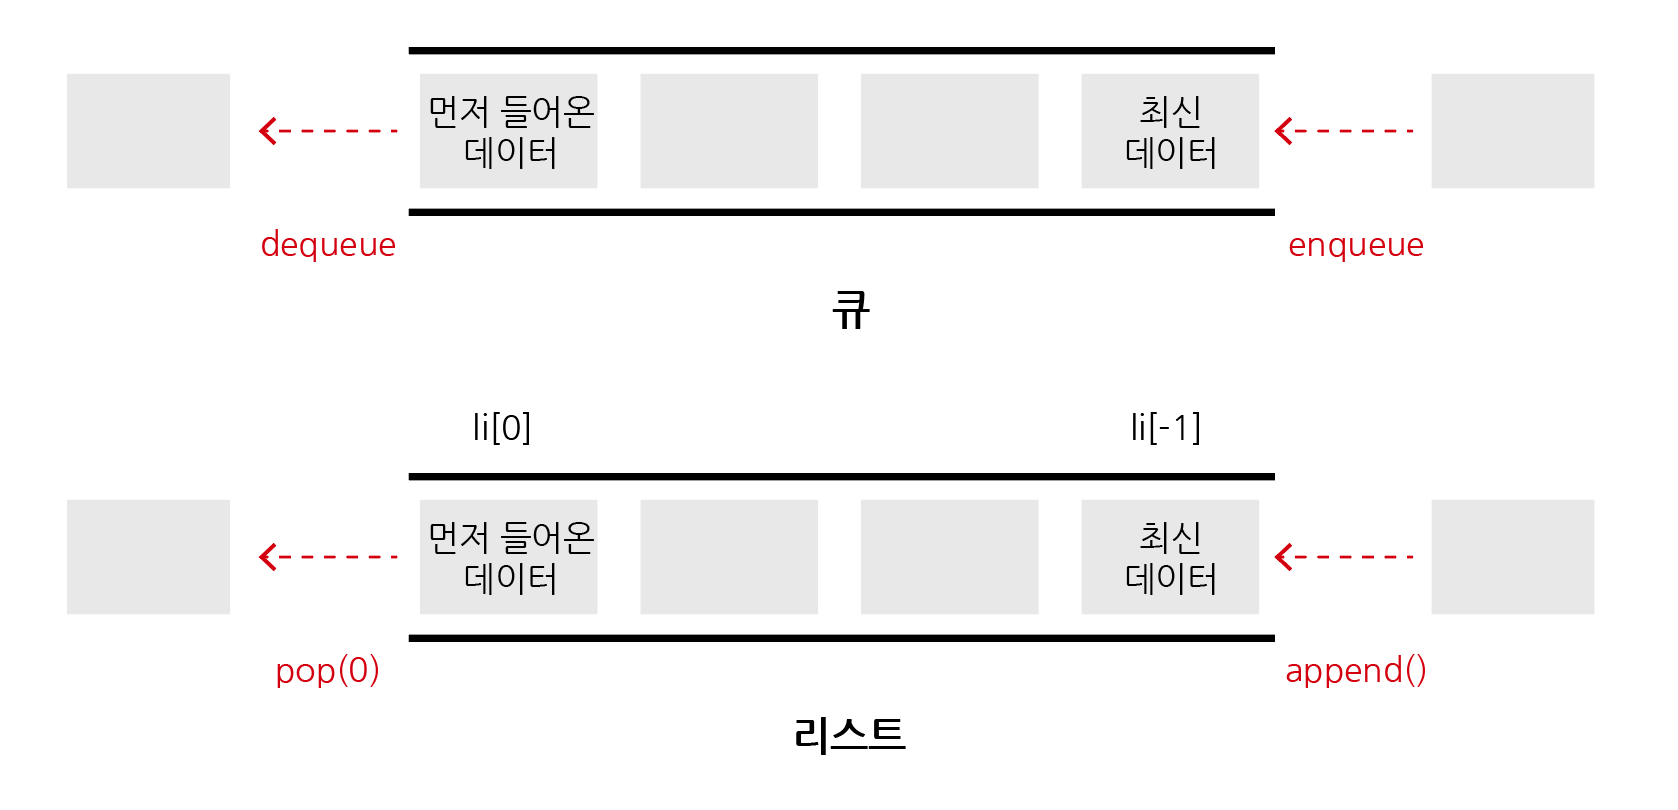 먼저 들어온
데이터
최신
데이터
dequeue
enqueue
큐
li[0]
li[-1]
먼저 들어온
데이터
최신
데이터
pop(0)
append()
리스트